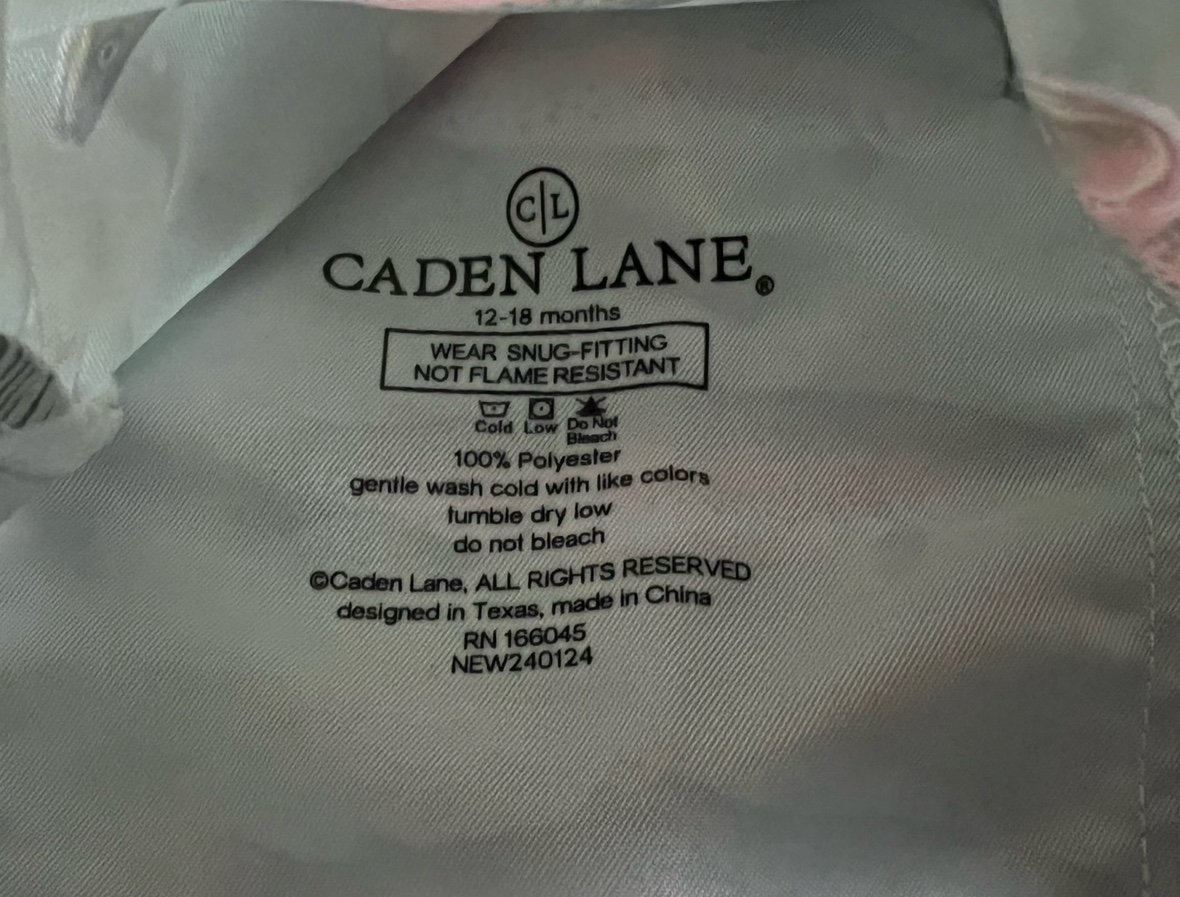 C|L
CADEN LANE®
12-18 months
WEAR SNUG-FITTING
NOT FLAME RESISTANT
Cold Low Do Not
Bleach
100% Polyester
gentle wash cold with like colors
tumble dry low
do not bleach
©Caden Lane, ALL RIGHTS RESERVED
designed in Texas, made in China
RN 166045
NEW240124